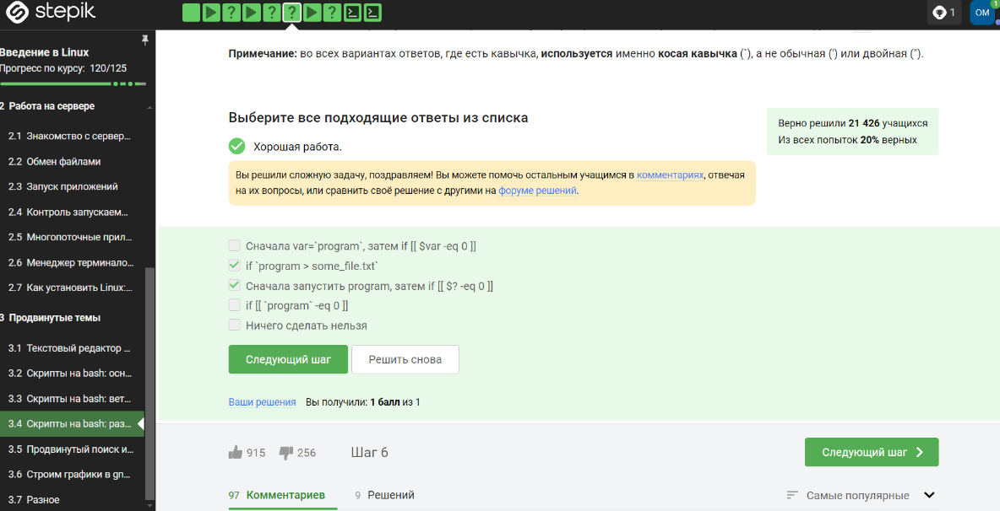 stepik
1
OM
1
Введение в Linux
Прогресс по курсу: 120/125
2 Работа на сервере
2.1 Знакомство с сервер...
2.2 Обмен файлами
2.3 Запуск приложений
2.4 Контроль запускаем...
2.5 Многопоточные прил...
2.6 Менеджер терминало...
2.7 Как установить Linux:...
3 Продвинутые темы
3.1 Текстовый редактор ...
3.2 Скрипты на bash: осн...
3.3 Скрипты на bash: вет...
3.4 Скрипты на bash: раз...
3.5 Продвинутый поиск и...
3.6 Строим графики в gn...
3.7 Разное
Примечание: во всех вариантах ответов, где есть кавычка, используется именно косая кавычка (`), а не обычная (') или двойная (").
Выберите все подходящие ответы из списка
Хорошая работа.
Верно решили 21 426 учащихся
Из всех попыток 20% верных
Вы решили сложную задачу, поздравляем! Вы можете помочь остальным учащимся в комментариях, отвечая
на их вопросы, или сравнить своё решение с другими на форуме решений.
Сначала var=`program`, затем if [[ $var -eq 0 ]]
if `program > some_file.txt`
Сначала запустить program, затем if [[ $? -eq 0 ]]
if [[ `program` -eq 0 ]]
Ничего сделать нельзя
Следующий шаг
Решить снова
Ваши решения Вы получили: 1 балл из 1
915 256 Шаг 6
Следующий шаг
97 Комментариев 9 Решений
Самые популярные